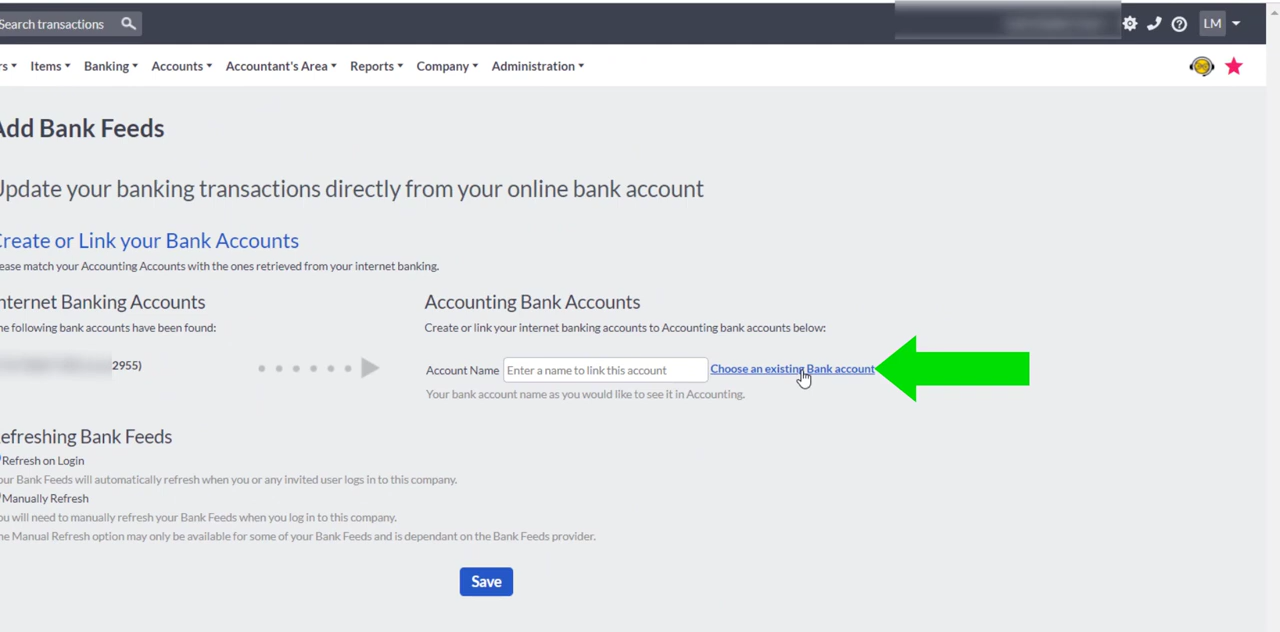 Search transactions
LM
rs Items Banking Accounts Accountant's Area Reports Company Administration
Add Bank Feeds
Update your banking transactions directly from your online bank account
Create or Link your Bank Accounts
ease match your Accounting Accounts with the ones retrieved from your internet banking.
nternet Banking Accounts
he following bank accounts have been found:
2955)
Accounting Bank Accounts
Create or link your internet banking accounts to Accounting bank accounts below:
Account Name Enter a name to link this account Choose an existing Bank account
Your bank account name as you would like to see it in Accounting.
efreshing Bank Feeds
Refresh on Login
our Bank Feeds will automatically refresh when you or any invited user logs in to this company.
Manually Refresh
ou will need to manually refresh your Bank Feeds when you log in to this company.
he Manual Refresh option may only be available for some of your Bank Feeds and is dependant on the Bank Feeds provider.
Save